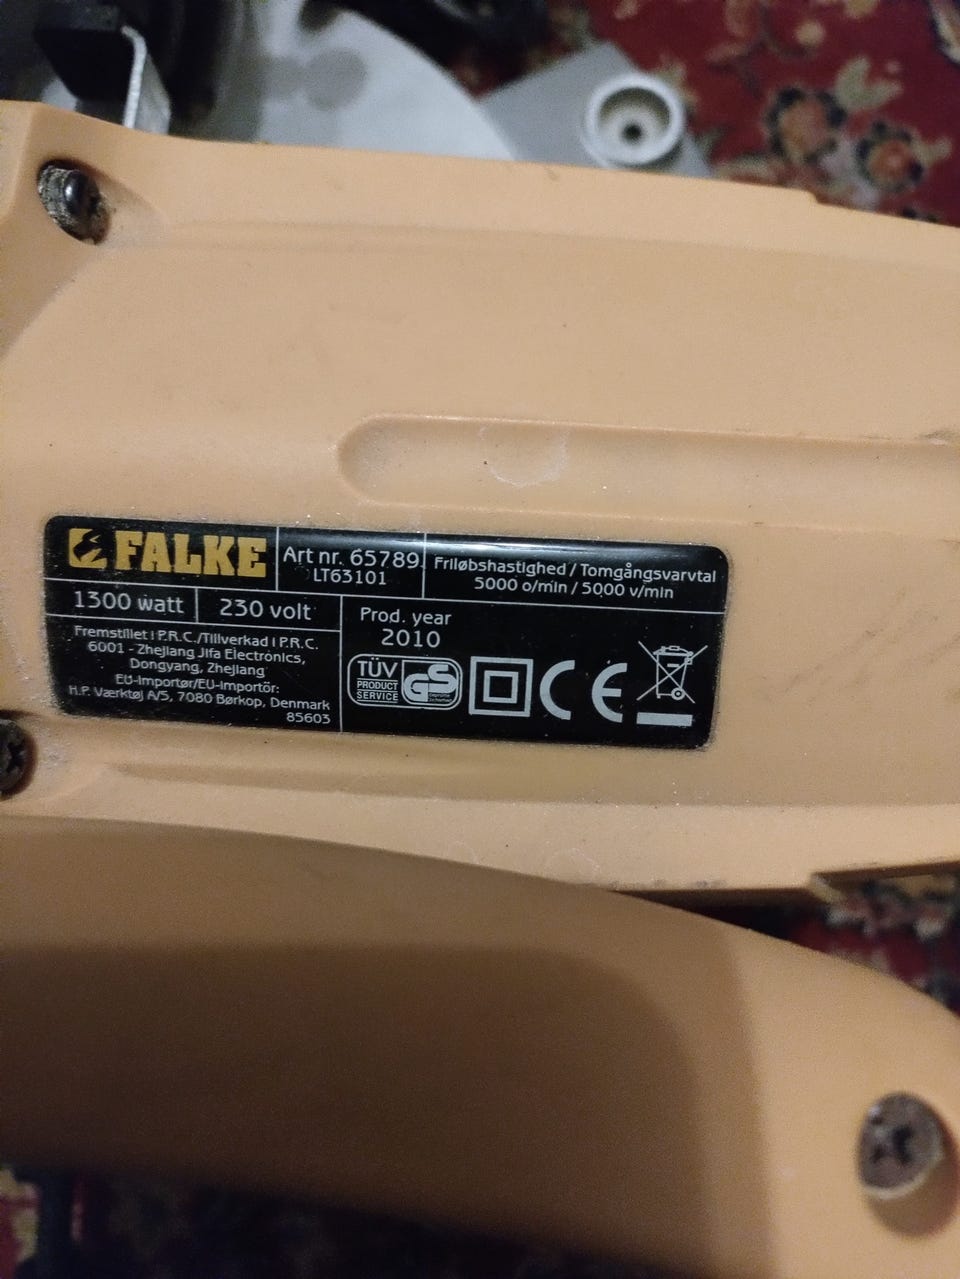 FALKE
Art nr. 65789
LT63101
Friløbshastighed / Tomgångsvarvtal
5000 o/min / 5000 v/min
1300 watt
230 volt
Fremstillet i P.R.C./Tillverkad i P.R.C.
6001 - Zhejiang Jifa Electronics,
Dongyang, Zhejiang
EU-Importør/EU-importör:
H.P. Værktøj A/S, 7080 Børkop, Denmark
85603
Prod. year
2010
TÜV
PRODUCT
SERVICE
GS
geprüfte
Sicherheit
CE